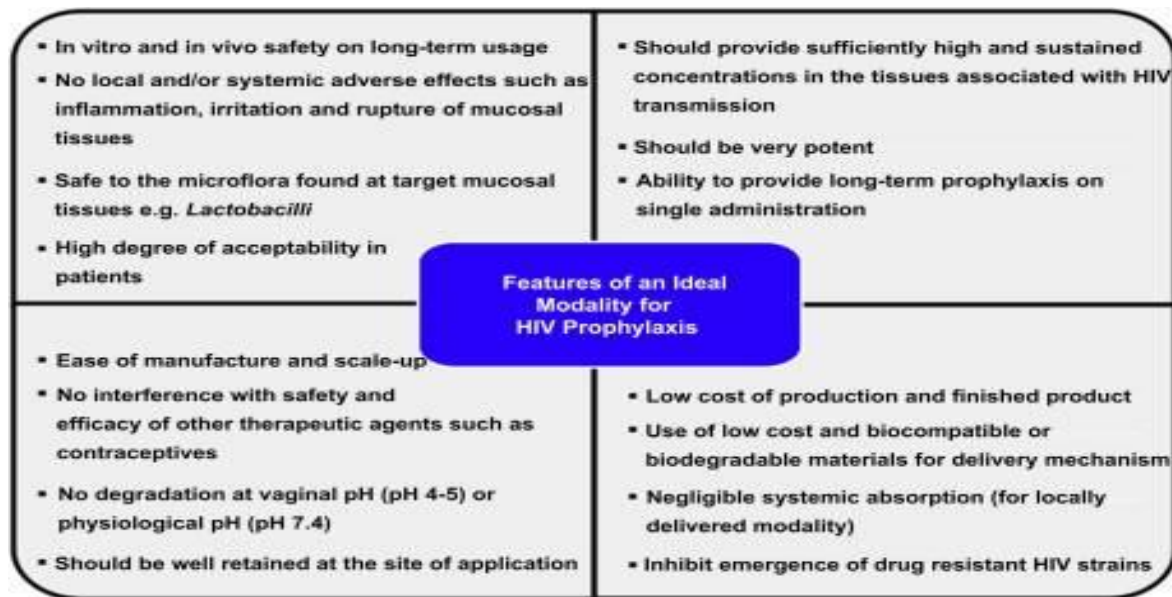 ▪ In vitro and in vivo safety on long-term usage
▪ No local and/or systemic adverse effects such as
inflammation, irritation and rupture of mucosal
tissues
▪ Safe to the microflora found at target mucosal
tissues e.g. Lactobacilli
▪ High degree of acceptability in
patients
▪ Should provide sufficiently high and sustained
concentrations in the tissues associated with HIV
transmission
▪ Should be very potent
▪ Ability to provide long-term prophylaxis on
single administration
Features of an Ideal
Modality for
HIV Prophylaxis
▪ Ease of manufacture and scale-up
▪ No interference with safety and
efficacy of other therapeutic agents such as
contraceptives
▪ No degradation at vaginal pH (pH 4-5) or
physiological pH (pH 7.4)
▪ Should be well retained at the site of application
▪ Low cost of production and finished product
▪ Use of low cost and biocompatible or
biodegradable materials for delivery mechanism
▪ Negligible systemic absorption (for locally
delivered modality)
▪ Inhibit emergence of drug resistant HIV strains